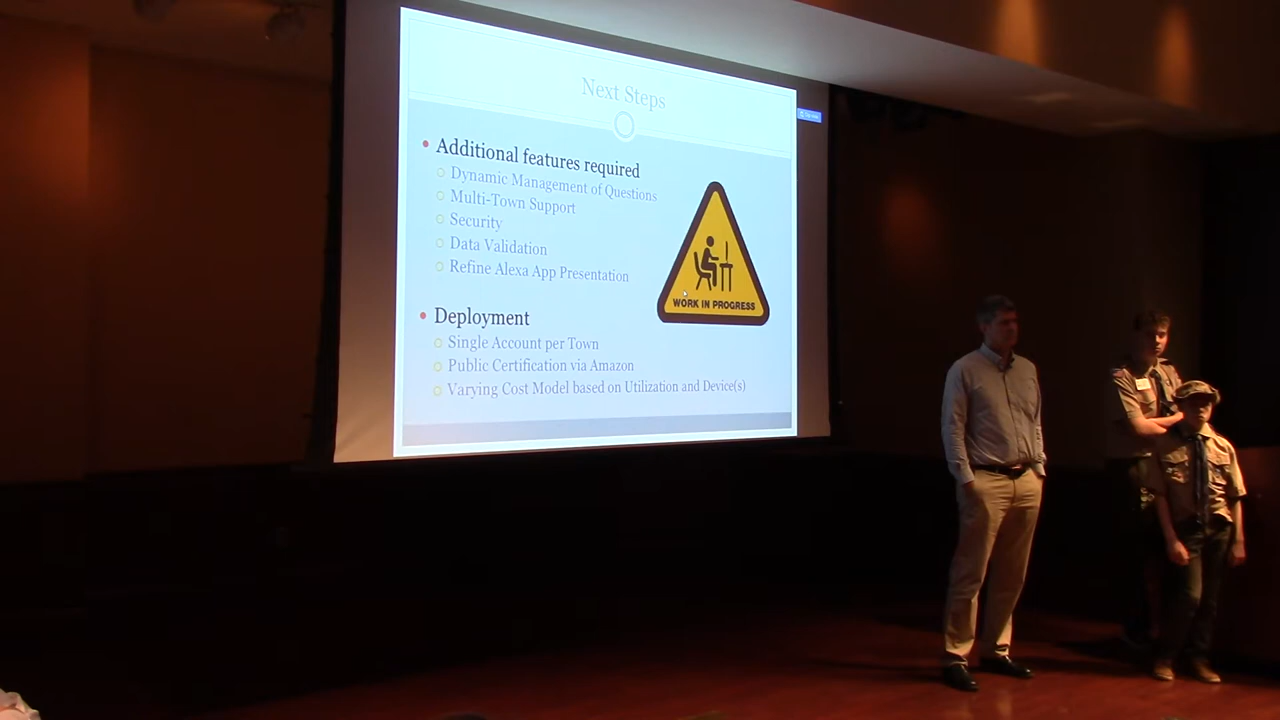 Next Steps
Additional features required
Dynamic Management of Questions
Multi-Town Support
Security
Data Validation
Refine Alexa App Presentation
WORK IN PROGRESS
Deployment
Single Account per Town
Public Certification via Amazon
Varying Cost Model based on Utilization and Device(s)